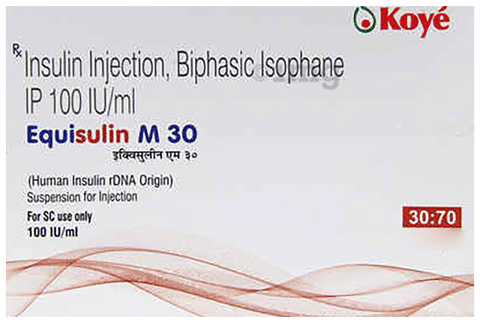 Koyé
Rx Insulin Injection, Biphasic Isophane
IP 100 IU/ml
Equisulin M 30
इक्विसुलीन एम ३०
(Human Insulin rDNA Origin)
Suspension for Injection
For SC use only
100 IU/ml
30:70